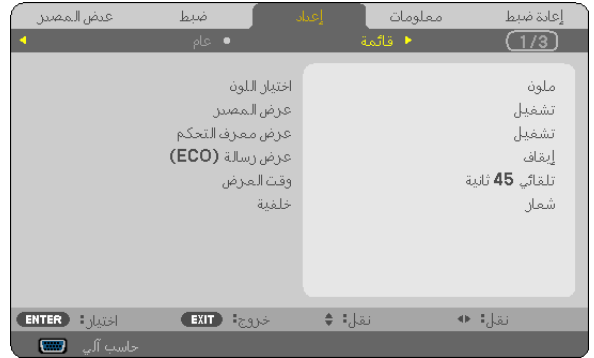 عرض المصدر ضبط إعداد معلومات إعادة ضبط
عام قائمة 1/3
اختيار اللون ملون
عرض المصدر تشغيل
عرض معرف التحكم تشغيل
عرض رسالة (ECO) إيقاف
وقت العرض تلقائي 45 ثانية
خلفية شعار
ENTER اختيار: EXIT خروج: نقل: نقل:
حاسب آلي